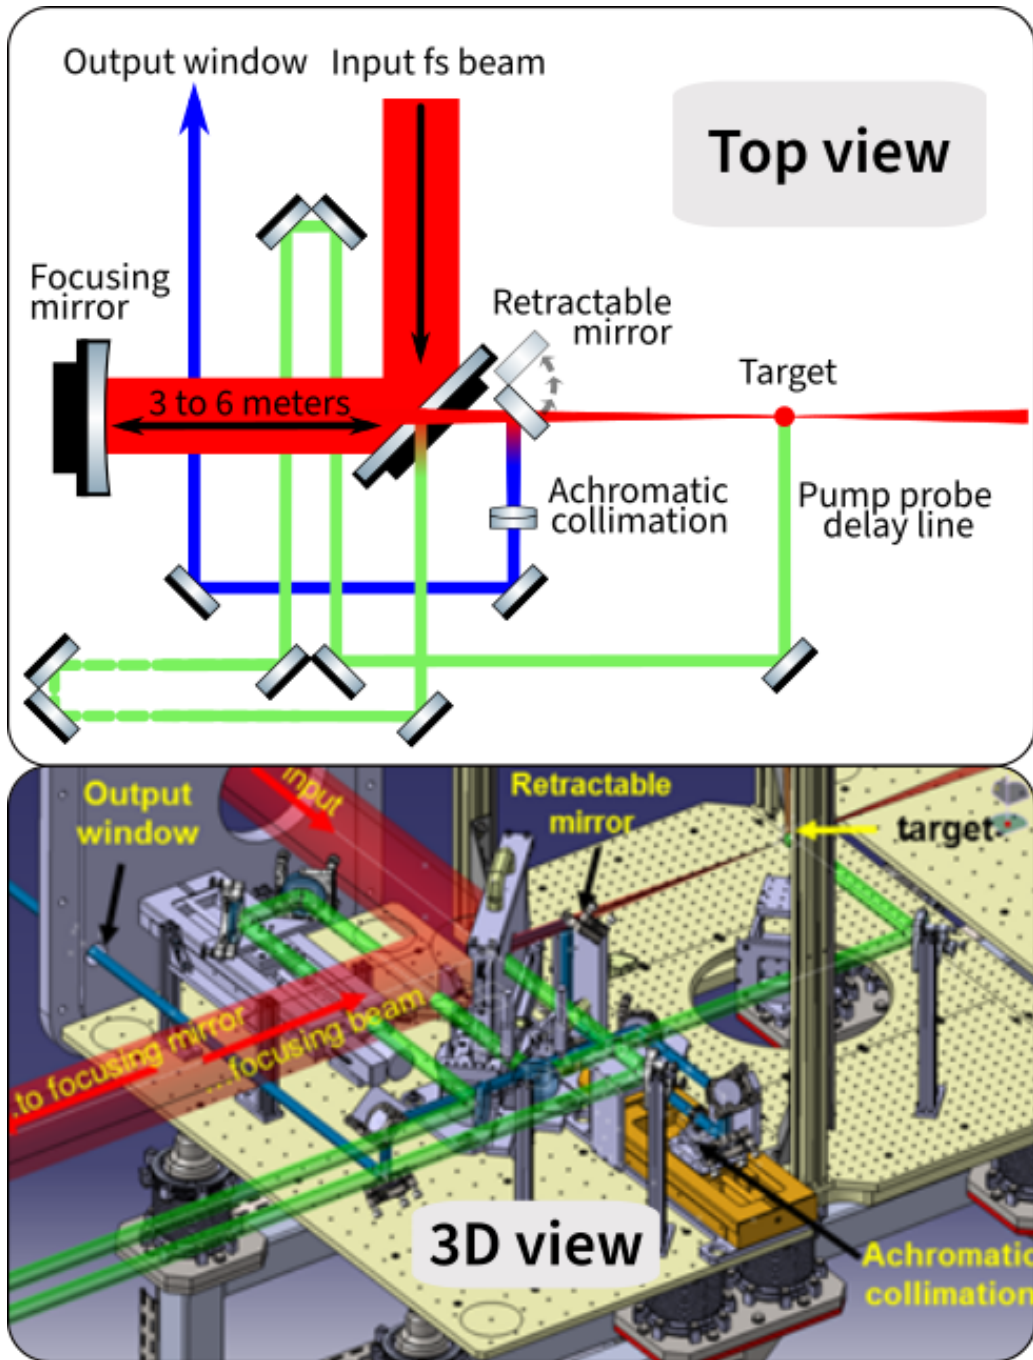 Output window
Input fs beam
Top view
Focusing
mirror
Retractable
mirror
3 to 6 meters
Target
Achromatic
collimation
Pump probe
delay line
Output
window
input
Retractable
mirror
target
..to focusing mirror
....focusing beam
3D view
Achromatic
collimation